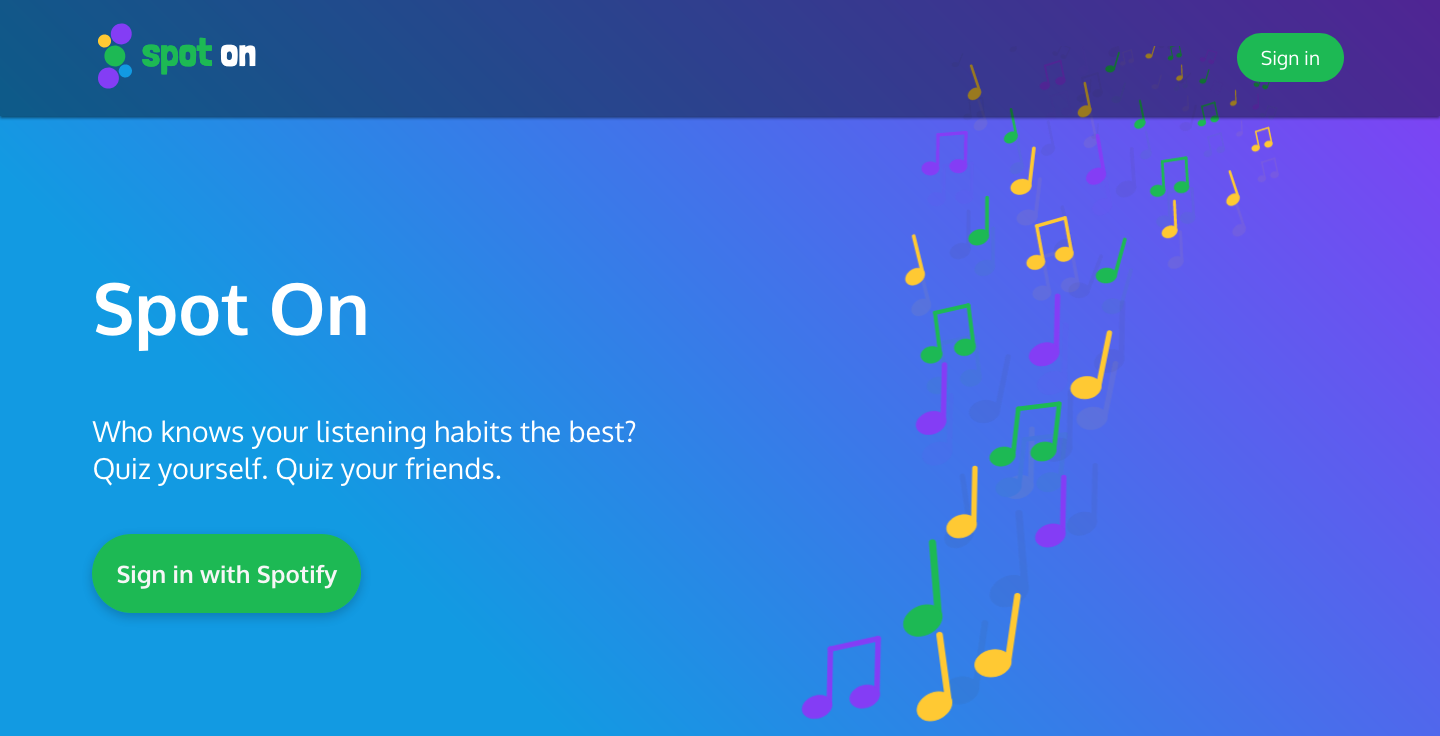 spot on
Sign in
Spot On
Who knows your listening habits the best?
Quiz yourself. Quiz your friends.
Sign in with Spotify